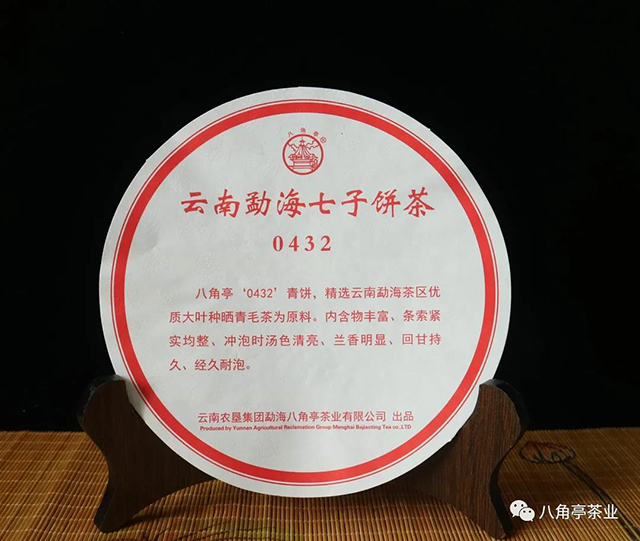 八角亭®
云南勐海七子饼茶
0432
八角亭‘0432’青饼，精选云南勐海茶区优
质大叶种晒青毛茶为原料。内含物丰富、条索紧
实均整、冲泡时汤色清亮、兰香明显、回甘持
久、经久耐泡。
云南农垦集团勐海八角亭茶业有限公司 出品
Produced by Yunnan Agricultural Reclamation Group Menghai Bajiaoting Tea co.,LTD
八角亭茶业